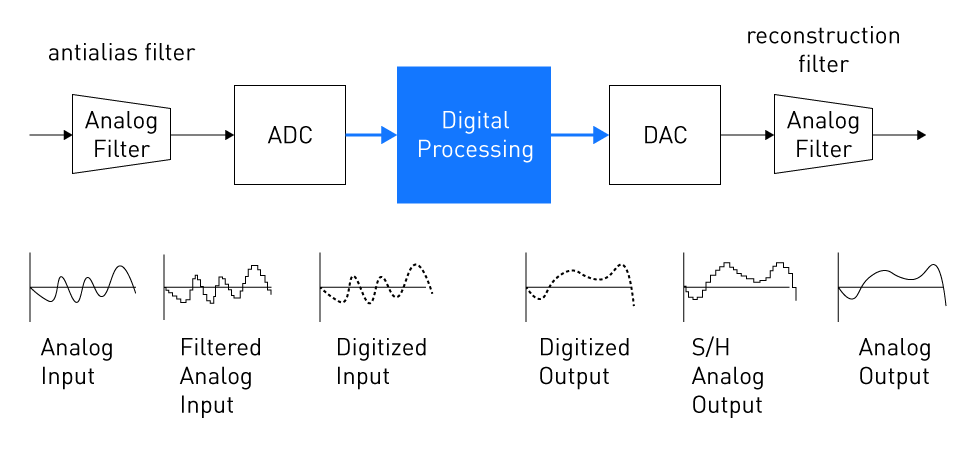 antialias filter
reconstruction
filter
Analog
Filter
ADC
Digital
Processing
DAC
Analog
Filter
Analog
Input
Filtered
Analog
Input
Digitized
Input
Digitized
Output
S/H
Analog
Output
Analog
Output